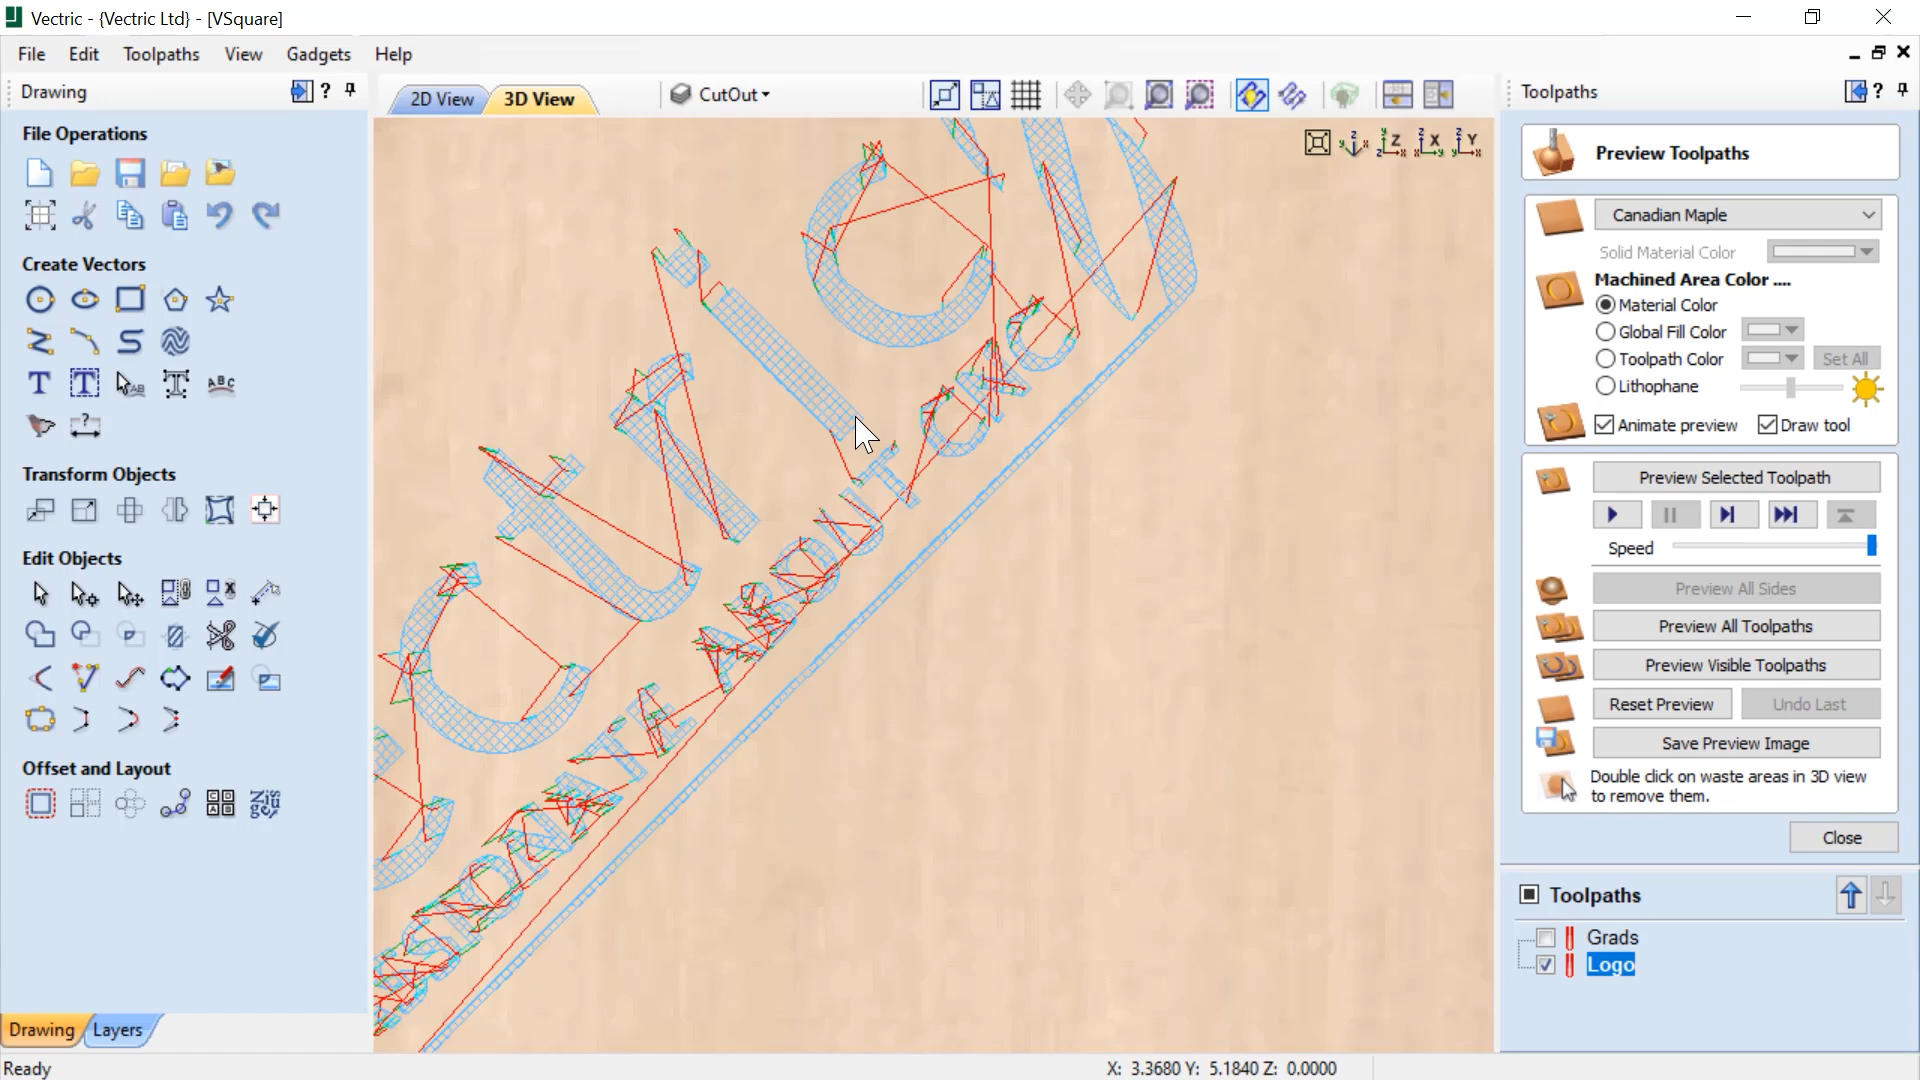 Vectric - {Vectric Ltd} - [VSquare]
File Edit Toolpaths View Gadgets Help
Drawing
File Operations
Create Vectors
Transform Objects
Edit Objects
Offset and Layout
Drawing Layers
Ready
2D View 3D View CutOut
X: 3.3680 Y: 5.1840 Z: 0.0000
Toolpaths
Preview Toolpaths
Canadian Maple
Solid Material Color
Machined Area Color ....
Material Color
Global Fill Color
Toolpath Color Set All
Lithophane
Animate preview Draw tool
Preview Selected Toolpath
Speed
Preview All Sides
Preview All Toolpaths
Preview Visible Toolpaths
Reset Preview Undo Last
Save Preview Image
Double click on waste areas in 3D view
to remove them.
Close
Toolpaths
Grads
Logo